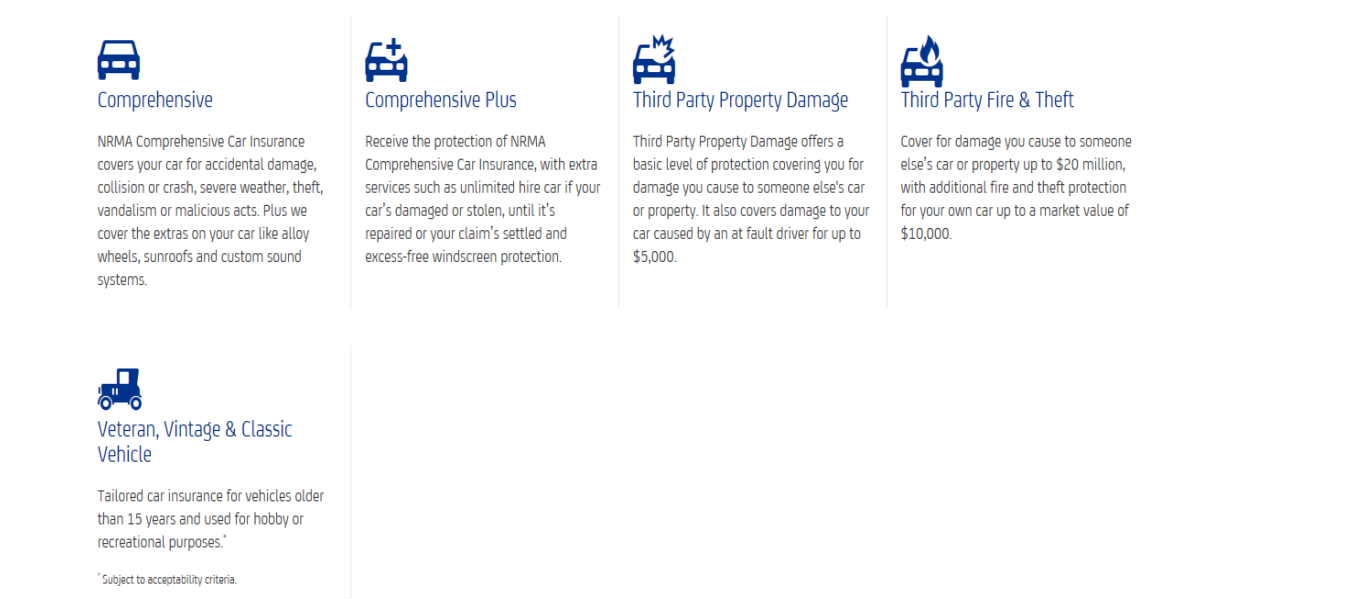 Comprehensive
NRMA Comprehensive Car Insurance
covers your car for accidental damage,
collision or crash, severe weather, theft,
vandalism or malicious acts. Plus we
cover the extras on your car like alloy
wheels, sunroofs and custom sound
systems.
Comprehensive Plus
Receive the protection of NRMA
Comprehensive Car Insurance, with extra
services such as unlimited hire car if your
car's damaged or stolen, until it's
repaired or your claim's settled and
excess-free windscreen protection.
Third Party Property Damage
Third Party Property Damage offers a
basic level of protection covering you for
damage you cause to someone else's car
or property. It also covers damage to your
car caused by an at fault driver for up to
$5,000.
Third Party Fire & Theft
Cover for damage you cause to someone
else's car or property up to $20 million,
with additional fire and theft protection
for your own car up to a market value of
$10,000.
Veteran, Vintage & Classic
Vehicle
Tailored car insurance for vehicles older
than 15 years and used for hobby or
recreational purposes.*
* Subject to acceptability criteria.